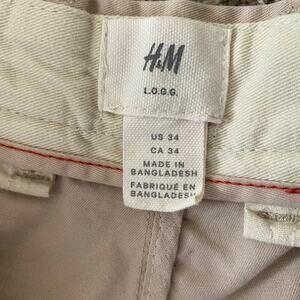 H&M
L.O.G.G.
US 34
CA 34
MADE IN
BANGLADESH
FABRIQUÉ EN
BANGLADESH